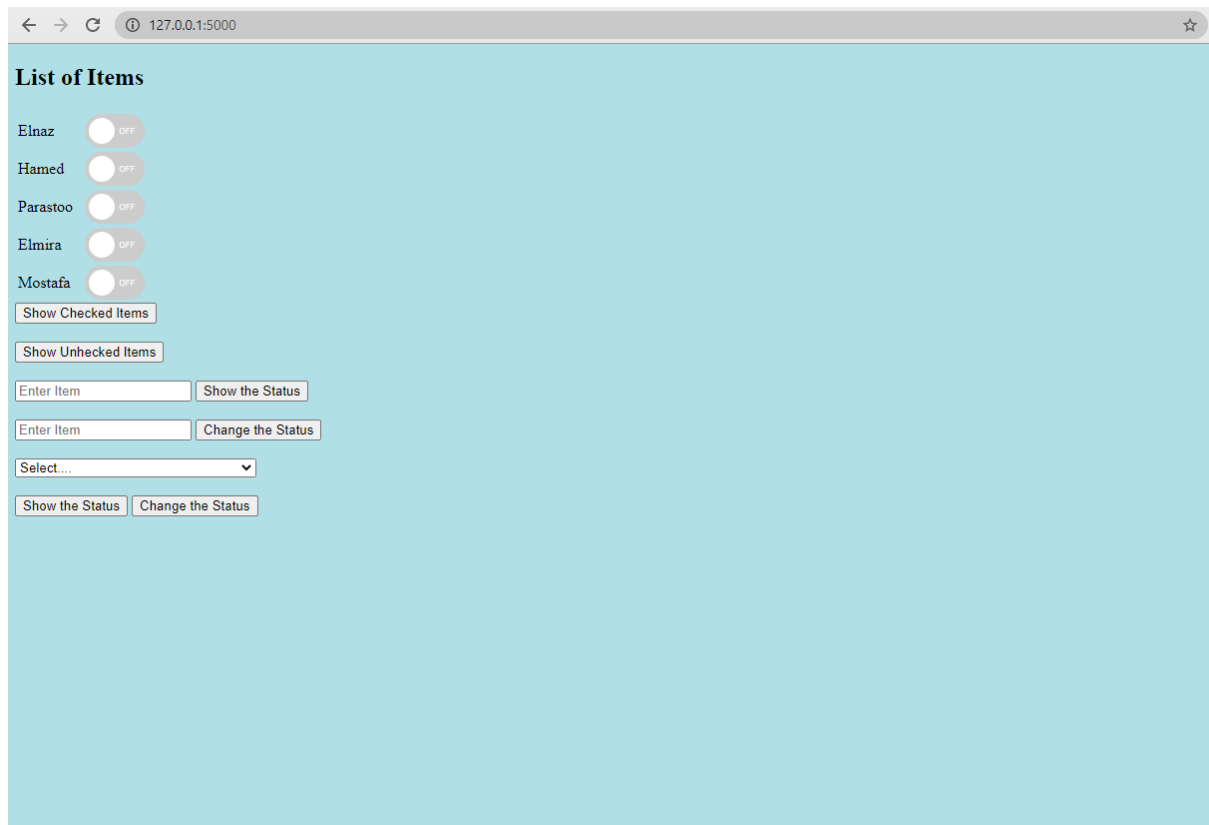 127.0.0.1:5000
List of Items
Elnaz OFF
Hamed OFF
Parastoo OFF
Elmira OFF
Mostafa OFF
Show Checked Items
Show Unhecked Items
Enter Item Show the Status
Enter Item Change the Status
Select....
Show the Status Change the Status